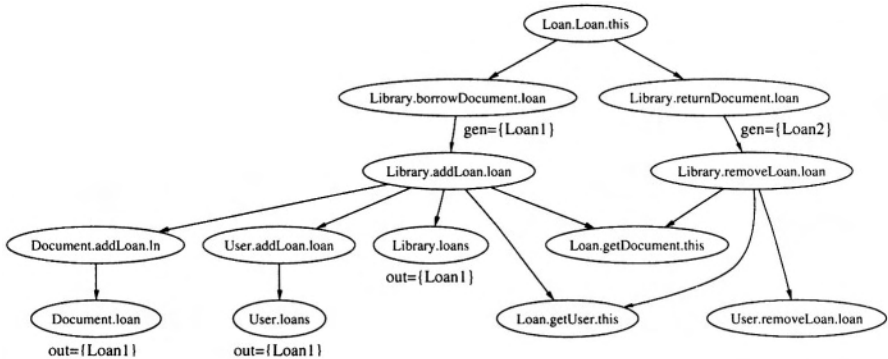 Loan.Loan.this
Library.borrowDocument.loan
Library.returnDocument.loan
gen={Loan1}
gen={Loan2}
Library.addLoan.loan
Library.removeLoan.loan
Document.addLoan.ln
User.addLoan.loan
Library.loans
Loan.getDocument.this
out={Loan1}
Document.loan
User.loans
Loan.getUser.this
User.removeLoan.loan
out={Loan1}
out={Loan1}